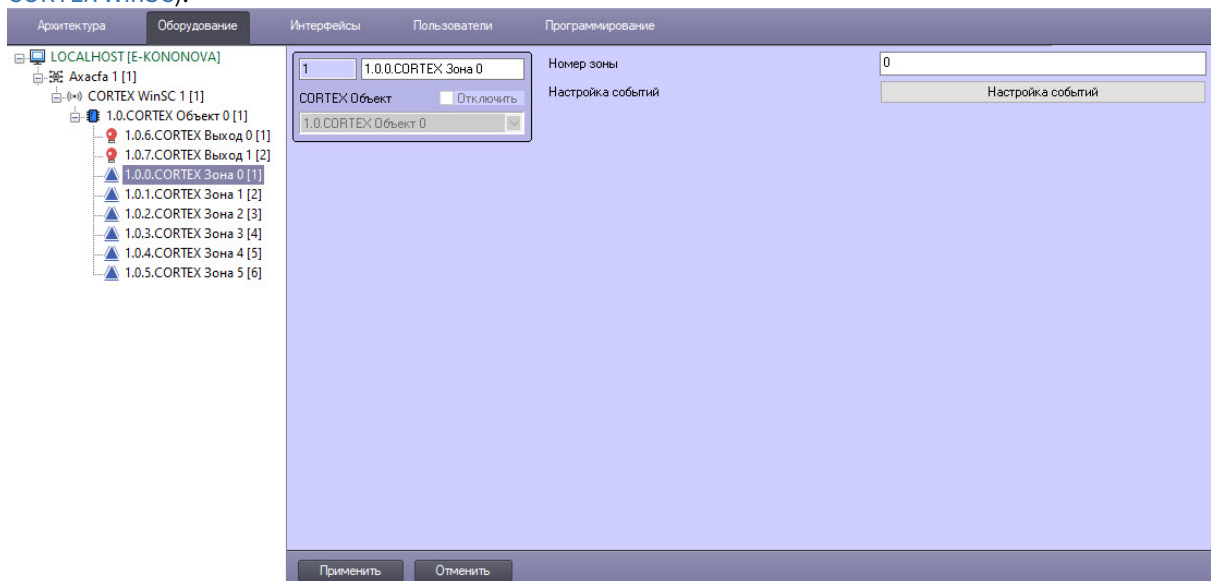 CORTEX WinSC).
Архитектура Оборудование Интерфейсы Пользователи Программирование
LOCALHOST [E-KONONOVA]
Axacfa 1 [1]
CORTEX WinSC 1 [1]
1.0.CORTEX Объект 0 [1]
1.0.6.CORTEX Выход 0 [1]
1.0.7.CORTEX Выход 1 [2]
1.0.0.CORTEX Зона 0 [1]
1.0.1.CORTEX Зона 1 [2]
1.0.2.CORTEX Зона 2 [3]
1.0.3.CORTEX Зона 3 [4]
1.0.4.CORTEX Зона 4 [5]
1.0.5.CORTEX Зона 5 [6]
1 1.0.0.CORTEX Зона 0
CORTEX Объект Отключить
1.0.CORTEX Объект 0
Номер зоны 0
Настройка событий Настройка событий
Применить Отменить